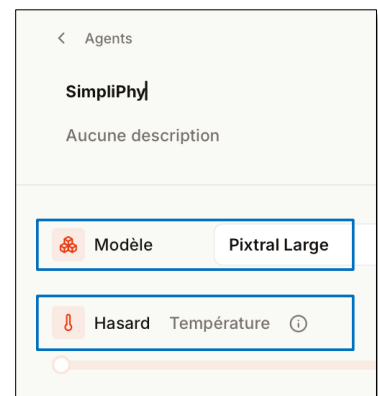 Agents
SimpliPhy
Aucune description
Modèle Pixtral Large
Hasard Température